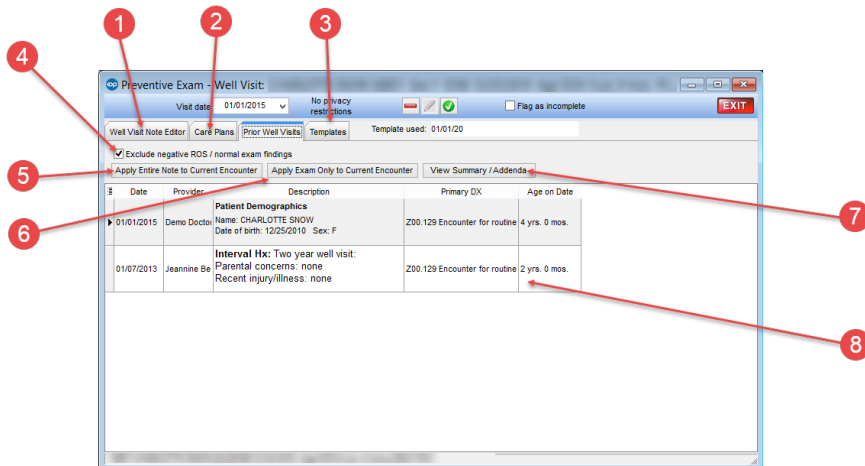 1
2
3
4
Preventive Exam - Well Visit:
Visit date 01/01/2015 No privacy restrictions Flag as incomplete EXIT
Well Visit Note Editor Care Plans Prior Well Visits Templates Template used: 01/01/20
Exclude negative ROS / normal exam findings
5
Apply Entire Note to Current Encounter Apply Exam Only to Current Encounter View Summary / Addenda
7
6
Date Provider Description Primary DX Age on Date
Patient Demographics
01/01/2015 Demo Doctor Name: CHARLOTTE SNOW Z00.129 Encounter for routine 4 yrs. 0 mos.
Date of birth: 12/25/2010 Sex: F
Interval Hx: Two year well visit:
01/07/2013 Jeannine Be Parental concerns: none Z00.129 Encounter for routine 2 yrs. 0 mos.
Recent injury/illness: none
8